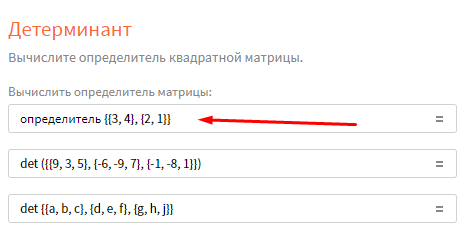 Детерминант
Вычислите определитель квадратной матрицы.
Вычислить определитель матрицы:
определитель {{3, 4}, {2, 1}} =
det ({{9, 3, 5}, {-6, -9, 7}, {-1, -8, 1}}) =
det {{a, b, c}, {d, e, f}, {g, h, j}} =